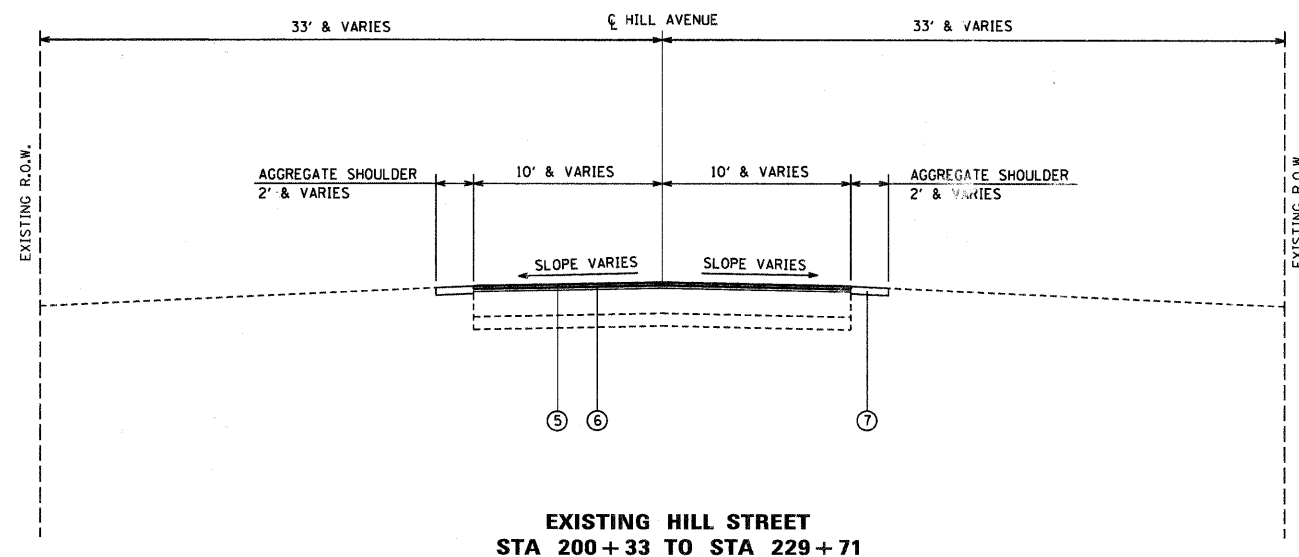 33' & VARIES
℄ HILL AVENUE
33' & VARIES
EXISTING R.O.W.
AGGREGATE SHOULDER
2' & VARIES
10' & VARIES
10' & VARIES
AGGREGATE SHOULDER
2' & VARIES
EXISTING R.O.W
SLOPE VARIES
SLOPE VARIES
5
6
7
EXISTING HILL STREET
STA 200+33 TO STA 229+71